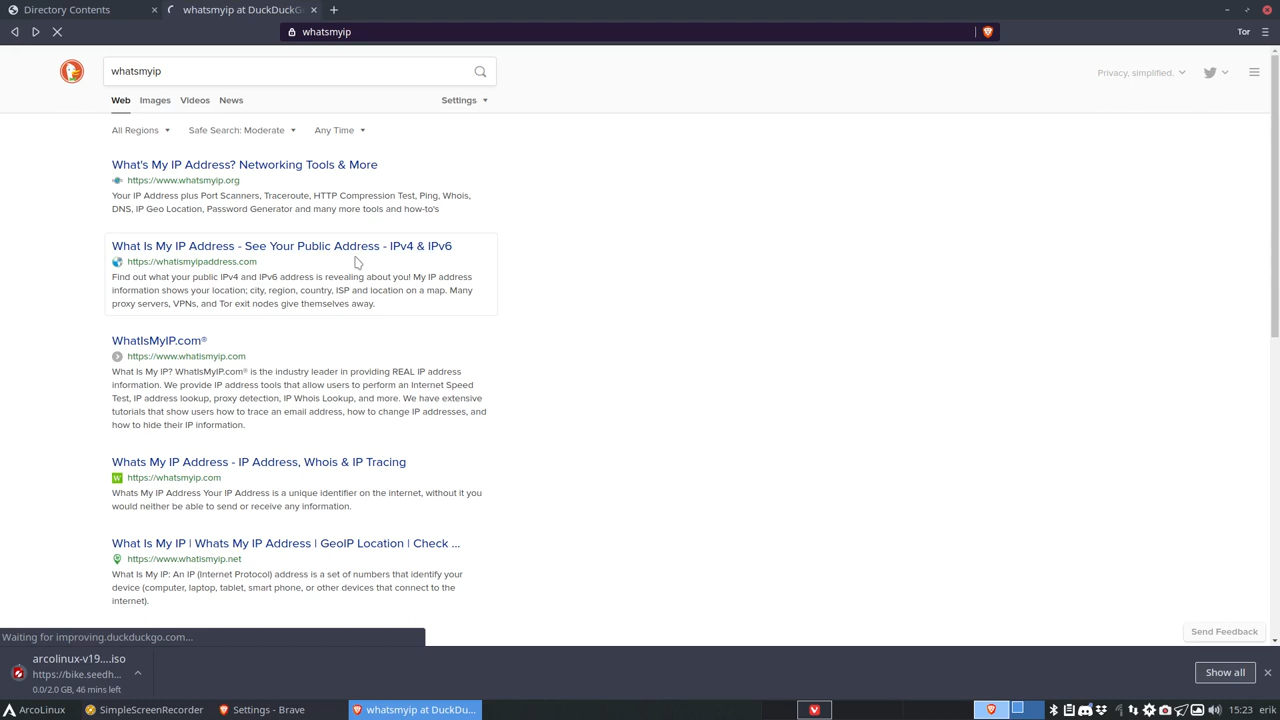 Directory Contents
whatsmyip at DuckDuckG
whatsmyip
Tor
whatsmyip
Privacy, simplified.
Web Images Videos News
Settings
All Regions Safe Search: Moderate Any Time
What's My IP Address? Networking Tools & More
https://www.whatsmyip.org
Your IP Address plus Port Scanners, Traceroute, HTTP Compression Test, Ping, Whois,
DNS, IP Geo Location, Password Generator and many more tools and how-to's
What Is My IP Address - See Your Public Address - IPv4 & IPv6
https://whatismyipaddress.com
Find out what your public IPv4 and IPv6 address is revealing about you! My IP address
information shows your location; city, region, country, ISP and location on a map. Many
proxy servers, VPNs, and Tor exit nodes give themselves away.
WhatIsMyIP.com®
https://www.whatismyip.com
What Is My IP? WhatIsMyIP.com® is the industry leader in providing REAL IP address
information. We provide IP address tools that allow users to perform an Internet Speed
Test, IP address lookup, proxy detection, IP Whois Lookup, and more. We have extensive
tutorials that show users how to trace an email address, how to change IP addresses, and
how to hide their IP information.
Whats My IP Address - IP Address, Whois & IP Tracing
W
https://whatsmyip.com
Whats My IP Address Your IP Address is a unique identifier on the internet, without it you
would neither be able to send or receive any information.
What Is My IP | Whats My IP Address | GeoIP Location | Check ...
https://www.whatismyip.net
What Is My IP: An IP (Internet Protocol) address is a set of numbers that identify your
device (computer, laptop, tablet, smart phone, or other devices that connect to the
internet).
Send Feedback
Waiting for improving.duckduckgo.com...
arcolinux-v19....iso
https://bike.seedh...
0.0/2.0 GB, 46 mins left
Show all
ArcoLinux
SimpleScreenRecorder
Settings - Brave
whatsmyip at DuckDu...
15:23 erik